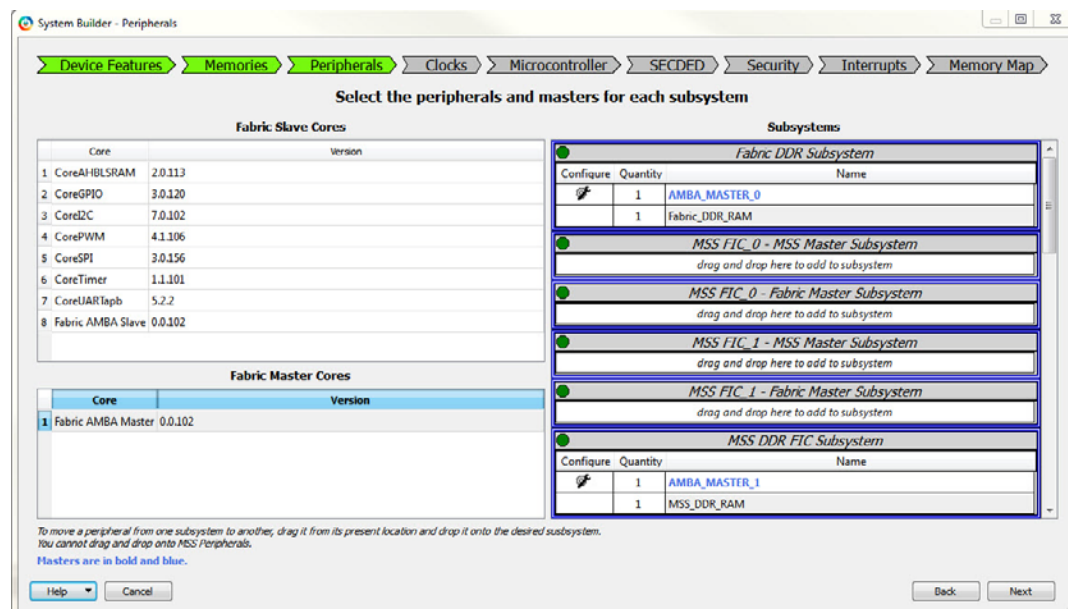 System Builder - Peripherals
Device Features Memories Peripherals Clocks Microcontroller SECDED Security Interrupts Memory Map
Select the peripherals and masters for each subsystem
Fabric Slave Cores
Core Version
1 CoreAHBLSRAM 2.0.113
2 CoreGPIO 3.0.120
3 CoreI2C 7.0.102
4 CorePWM 4.1.106
5 CoreSPI 3.0.156
6 CoreTimer 1.1.101
7 CoreUARTapb 5.2.2
8 Fabric AMBA Slave 0.0.102
Fabric Master Cores
Core Version
1 Fabric AMBA Master 0.0.102
Subsystems
Fabric DDR Subsystem
Configure Quantity Name
1 AMBA_MASTER_0
1 Fabric_DDR_RAM
MSS FIC_0 - MSS Master Subsystem
drag and drop here to add to subsystem
MSS FIC_0 - Fabric Master Subsystem
drag and drop here to add to subsystem
MSS FIC_1 - MSS Master Subsystem
drag and drop here to add to subsystem
MSS FIC_1 - Fabric Master Subsystem
drag and drop here to add to subsystem
MSS DDR FIC Subsystem
Configure Quantity Name
1 AMBA_MASTER_1
1 MSS_DDR_RAM
To move a peripheral from one subsystem to another, drag it from its present location and drop it onto the desired susbsystem.
You cannot drag and drop onto MSS Peripherals.
Masters are in bold and blue.
Help Cancel Back Next